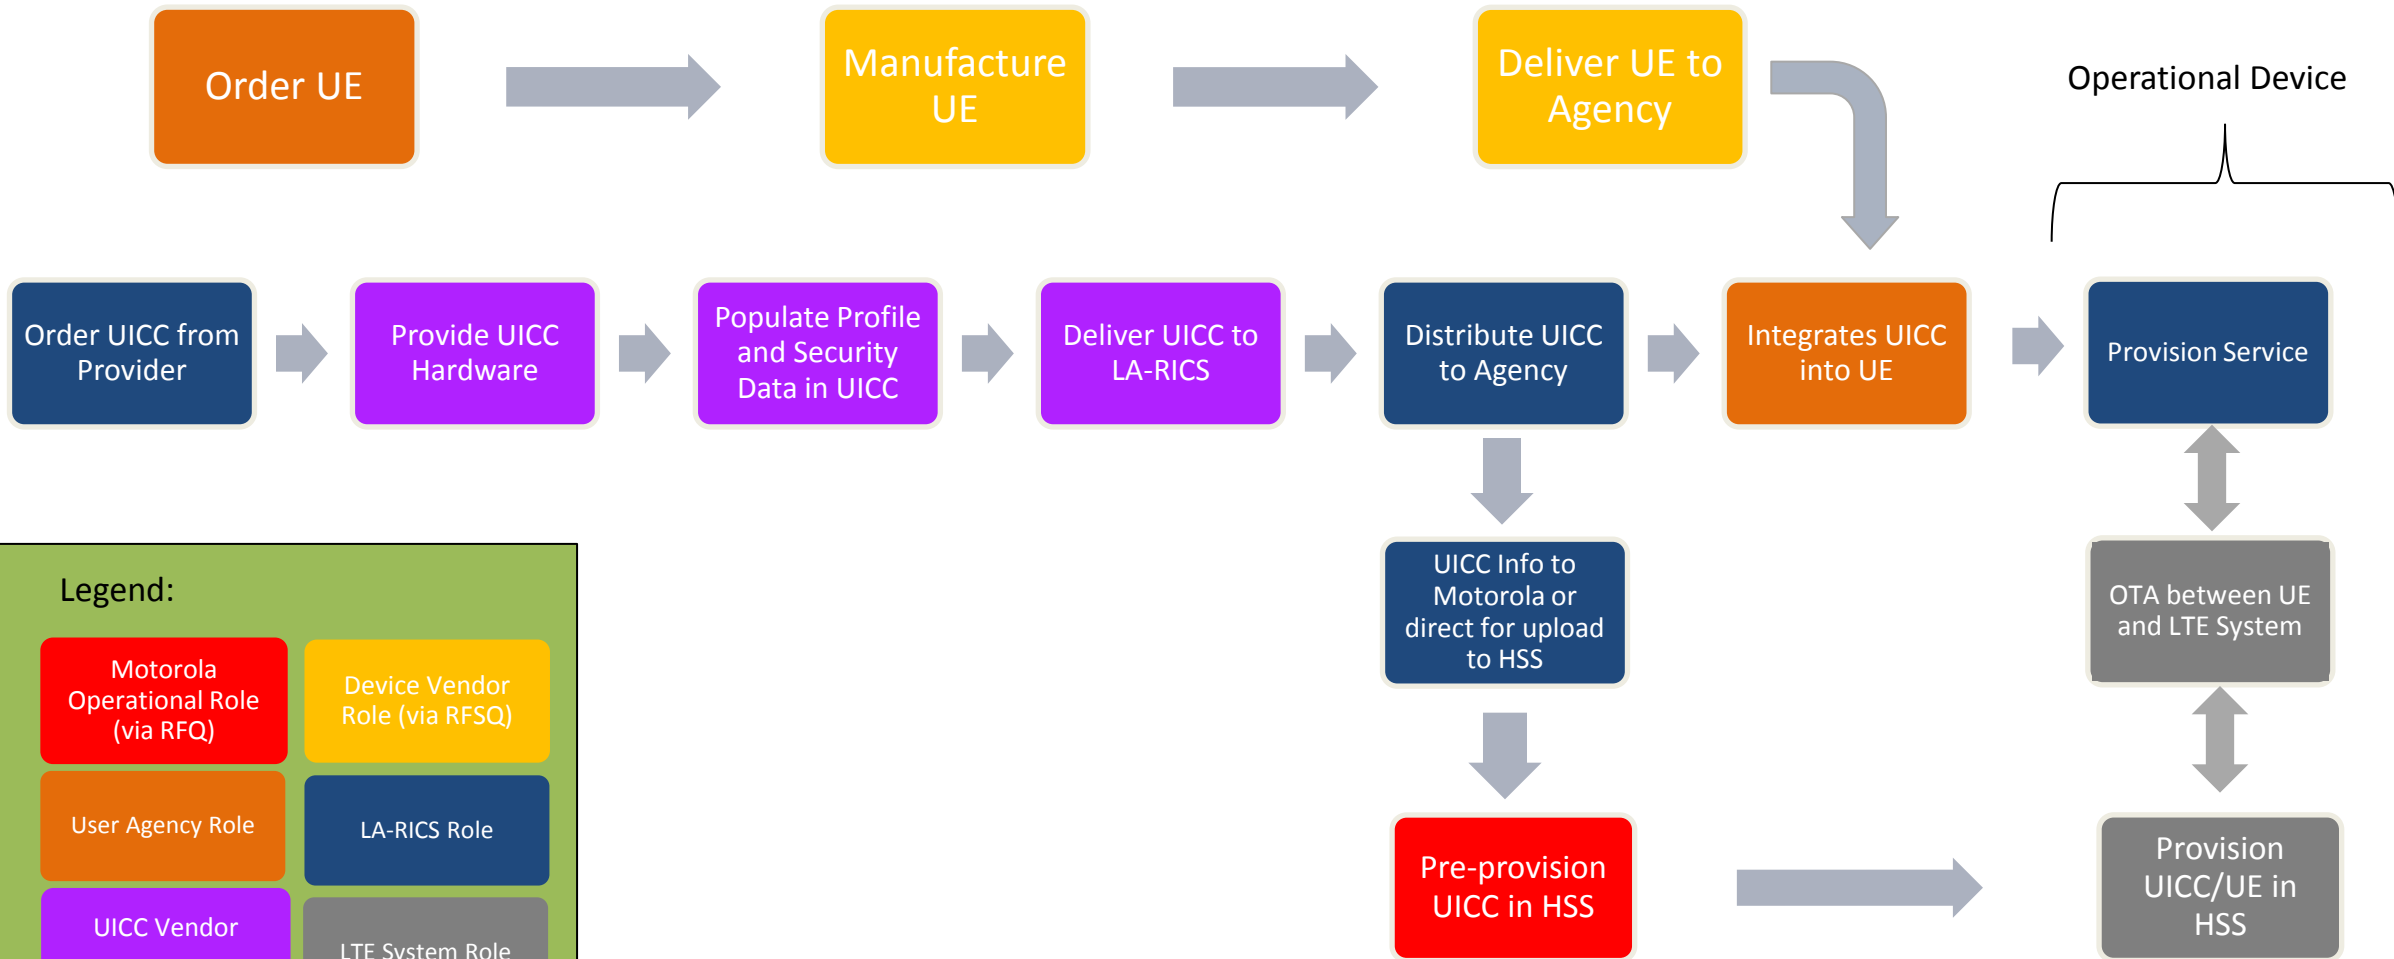 Order UE
Manufacture
UE
Deliver UE to
Agency
Operational Device
Order UICC from
Provider
Provide UICC
Hardware
Populate Profile
and Security
Data in UICC
Deliver UICC to
LA-RICS
Distribute UICC
to Agency
Integrates UICC
into UE
Provision Service
UICC Info to
Motorola or
direct for upload
to HSS
OTA between UE
and LTE System
Pre-provision
UICC in HSS
Provision
UICC/UE in
HSS
Legend:
Motorola
Operational Role
(via RFQ)
Device Vendor
Role (via RFSQ)
User Agency Role
LA-RICS Role
UICC Vendor
LTE System Role